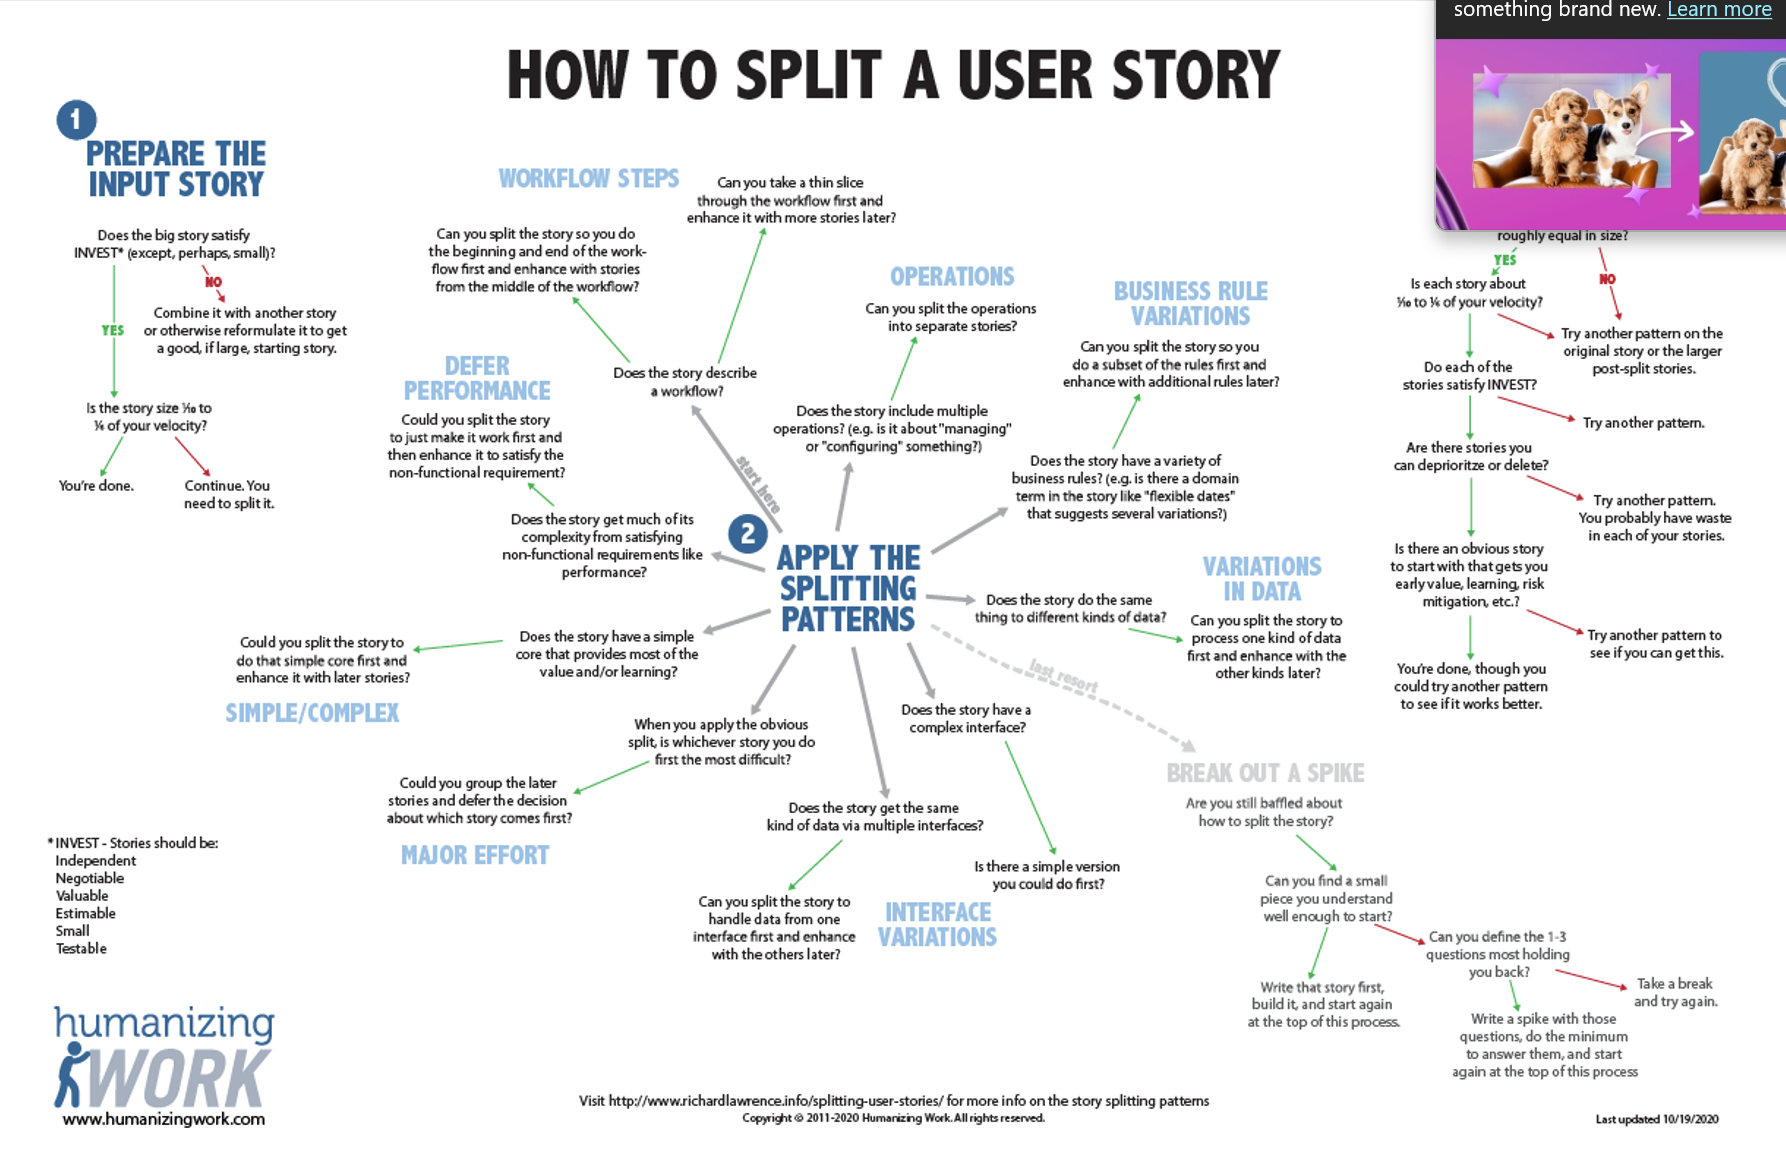 something brand new. Learn more
HOW TO SPLIT A USER STORY
1
PREPARE THE
INPUT STORY
Does the big story satisfy
INVEST* (except, perhaps, small)?
NO
Combine it with another story
or otherwise reformulate it to get
a good, if large, starting story.
YES
Is the story size 1/10 to
1/6 of your velocity?
You're done.
Continue. You
need to split it.
2
APPLY THE
SPLITTING
PATTERNS
start here
WORKFLOW STEPS
Does the story describe
a workflow?
Can you split the story so you do
the beginning and end of the work-
flow first and enhance with stories
from the middle of the workflow?
Can you take a thin slice
through the workflow first and
enhance it with more stories later?
OPERATIONS
Can you split the operations
into separate stories?
Does the story include multiple
operations? (e.g. is it about "managing"
or "configuring" something?)
BUSINESS RULE
VARIATIONS
Can you split the story so you
do a subset of the rules first and
enhance with additional rules later?
Does the story have a variety of
business rules? (e.g. is there a domain
term in the story like "flexible dates"
that suggests several variations?)
VARIATIONS
IN DATA
Does the story do the same
thing to different kinds of data?
Can you split the story to
process one kind of data
first and enhance with the
other kinds later?
DEFER
PERFORMANCE
Could you split the story
to just make it work first and
then enhance it to satisfy the
non-functional requirement?
Does the story get much of its
complexity from satisfying
non-functional requirements like
performance?
Could you split the story to
do that simple core first and
enhance it with later stories?
Does the story have a simple
core that provides most of the
value and/or learning?
SIMPLE/COMPLEX
When you apply the obvious
split, is whichever story you do
first the most difficult?
Could you group the later
stories and defer the decision
about which story comes first?
MAJOR EFFORT
Does the story get the same
kind of data via multiple interfaces?
Can you split the story to
handle data from one
interface first and enhance
with the others later?
Does the story have a
complex interface?
Is there a simple version
you could do first?
INTERFACE
VARIATIONS
last resort
BREAK OUT A SPIKE
Are you still baffled about
how to split the story?
Can you find a small
piece you understand
well enough to start?
Write that story first,
build it, and start again
at the top of this process.
Can you define the 1-3
questions most holding
you back?
Take a break
and try again.
Write a spike with those
questions, do the minimum
to answer them, and start
again at the top of this process
roughly equal in size?
YES
NO
Is each story about
1/10 to 1/6 of your velocity?
Try another pattern on the
original story or the larger
post-split stories.
Do each of the
stories satisfy INVEST?
Try another pattern.
Are there stories you
can deprioritze or delete?
Try another pattern.
You probably have waste
in each of your stories.
Is there an obvious story
to start with that gets you
early value, learning, risk
mitigation, etc.?
Try another pattern to
see if you can get this.
You're done, though you
could try another pattern
to see if it works better.
* INVEST - Stories should be:
Independent
Negotiable
Valuable
Estimable
Small
Testable
humanizing
WORK
www.humanizingwork.com
Visit http://www.richardlawrence.info/splitting-user-stories/ for more info on the story splitting patterns
Copyright © 2011-2020 Humanizing Work. All rights reserved.
Last updated 10/19/2020